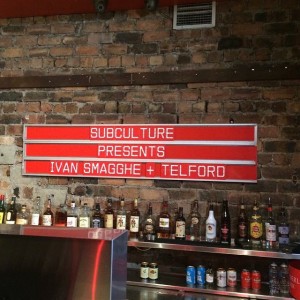 SUBCULTURE
PRESENTS
IVAN SMAGGHE + TELFORD